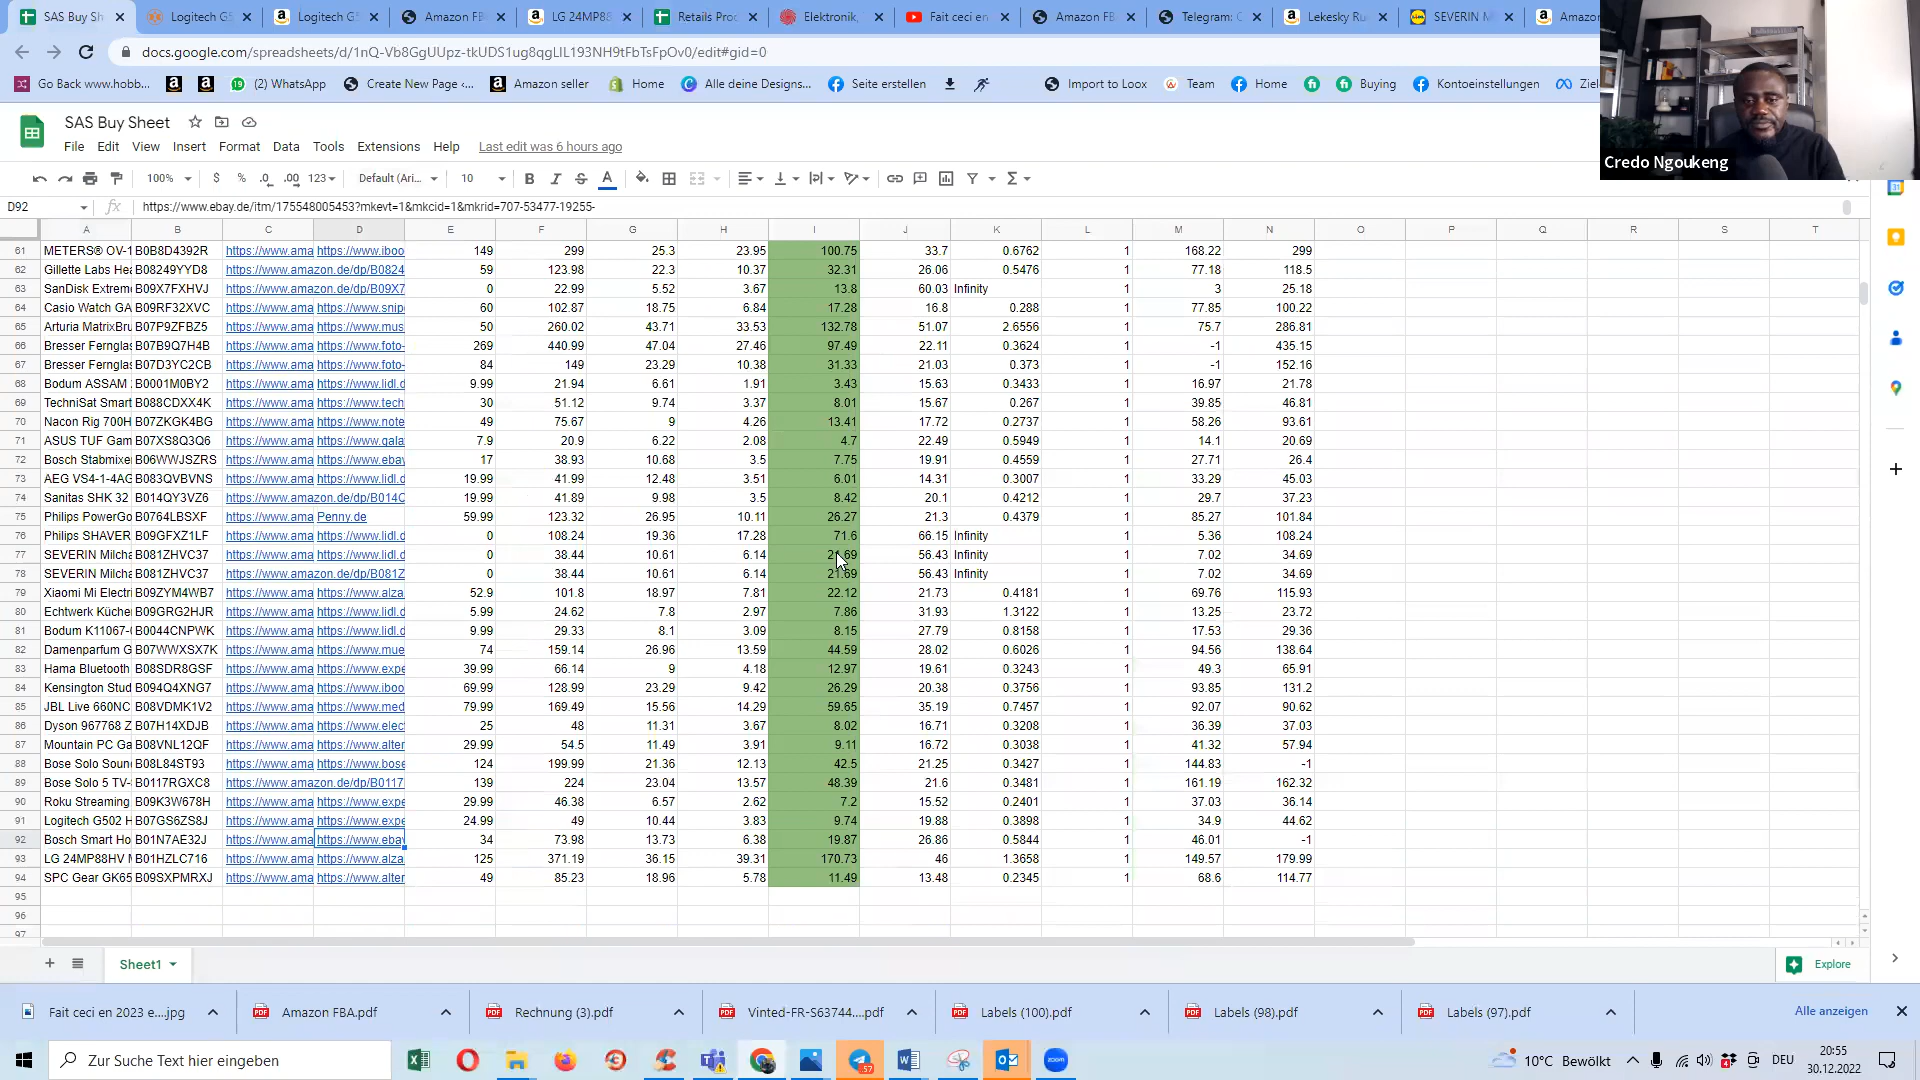 SAS Buy Sh
Logitech G5
Logitech G5
Amazon FB
LG 24MP88
Retails Proc
Elektronik,
Fait ceci en
Amazon FB
Telegram: C
Lekesky Ru
SEVERIN M
Amazo
docs.google.com/spreadsheets/d/1nQ-Vb8GgUUpz-tkUDS1ug8qgLIL193NH9tFbTsFpOv0/edit#gid=0
Go Back www.hobb...
(2) WhatsApp
Create New Page ‹...
Amazon seller
Home
Alle deine Designs...
Seite erstellen
Import to Loox
Team
Home
Buying
Kontoeinstellungen
Ziel
Credo Ngoukeng
SAS Buy Sheet
File Edit View Insert Format Data Tools Extensions Help Last edit was 6 hours ago
100% $ % .0 .00 123 Default (Ari... 10 B I S A
D92 fx https://www.ebay.de/itm/175548005453?mkevt=1&mkcid=1&mkrid=707-53477-19255-
A B C D E F G H I J K L M N O P Q R S T
61 METERS® OV-1 B0B8D4392R https://www.ama https://www.iboo 149 299 25.3 23.95 100.75 33.7 0.6762 1 168.22 299
62 Gillette Labs Hea B08249YYD8 https://www.amazon.de/dp/B0824 59 123.98 22.3 10.37 32.31 26.06 0.5476 1 77.18 118.5
63 SanDisk Extrem B09X7FXHVJ https://www.amazon.de/dp/B09X7 0 22.99 5.52 3.67 13.8 60.03 Infinity 1 3 25.18
64 Casio Watch GA B09RF32XVC https://www.ama https://www.snip 60 102.87 18.75 6.84 17.28 16.8 0.288 1 77.85 100.22
65 Arturia MatrixBru B07P9ZFBZ5 https://www.ama https://www.mus 50 260.02 43.71 33.53 132.78 51.07 2.6556 1 75.7 286.81
66 Bresser Fernglas B07B9Q7H4B https://www.ama https://www.foto- 269 440.99 47.04 27.46 97.49 22.11 0.3624 1 -1 435.15
67 Bresser Fernglas B07D3YC2CB https://www.ama https://www.foto- 84 149 23.29 10.38 31.33 21.03 0.373 1 -1 152.16
68 Bodum ASSAM B0001M0BY2 https://www.ama https://www.lidl.d 9.99 21.94 6.61 1.91 3.43 15.63 0.3433 1 16.97 21.78
69 TechniSat Smart B088CDXX4K https://www.ama https://www.tech 30 51.12 9.74 3.37 8.01 15.67 0.267 1 39.85 46.81
70 Nacon Rig 700H B07ZKGK4BG https://www.ama https://www.note 49 75.67 9 4.26 13.41 17.72 0.2737 1 58.26 93.61
71 ASUS TUF Gam B07XS8Q3Q6 https://www.ama https://www.gala 7.9 20.9 6.22 2.08 4.7 22.49 0.5949 1 14.1 20.69
72 Bosch Stabmixe B06WWJSZRS https://www.ama https://www.ebay 17 38.93 10.68 3.5 7.75 19.91 0.4559 1 27.71 26.4
73 AEG VS4-1-4AG B083QVBVNS https://www.ama https://www.lidl.d 19.99 41.99 12.48 3.51 6.01 14.31 0.3007 1 33.29 45.03
74 Sanitas SHK 32 B014QY3VZ6 https://www.amazon.de/dp/B014C 19.99 41.89 9.98 3.5 8.42 20.1 0.4212 1 29.7 37.23
75 Philips PowerGo B0764LBSXF https://www.ama Penny.de 59.99 123.32 26.95 10.11 26.27 21.3 0.4379 1 85.27 101.84
76 Philips SHAVER B09GFXZ1LF https://www.ama https://www.lidl.d 0 108.24 19.36 17.28 71.6 66.15 Infinity 1 5.36 108.24
77 SEVERIN Milcha B081ZHVC37 https://www.ama https://www.lidl.d 0 38.44 10.61 6.14 21.69 56.43 Infinity 1 7.02 34.69
78 SEVERIN Milcha B081ZHVC37 https://www.amazon.de/dp/B081Z 0 38.44 10.61 6.14 21.69 56.43 Infinity 1 7.02 34.69
79 Xiaomi Mi Electri B09ZYM4WB7 https://www.ama https://www.alza 52.9 101.8 18.97 7.81 22.12 21.73 0.4181 1 69.76 115.93
80 Echtwerk Küche B09GRG2HJR https://www.ama https://www.lidl.d 5.99 24.62 7.8 2.97 7.86 31.93 1.3122 1 13.25 23.72
81 Bodum K11067-0 B0044CNPWK https://www.ama https://www.lidl.d 9.99 29.33 8.1 3.09 8.15 27.79 0.8158 1 17.53 29.36
82 Damenparfum G B07WWXSX7K https://www.ama https://www.mue 74 159.14 26.96 13.59 44.59 28.02 0.6026 1 94.56 138.64
83 Hama Bluetooth B08SDR8GSF https://www.ama https://www.expe 39.99 66.14 9 4.18 12.97 19.61 0.3243 1 49.3 65.91
84 Kensington Stud B094Q4XNG7 https://www.ama https://www.iboo 69.99 128.99 23.29 9.42 26.29 20.38 0.3756 1 93.85 131.2
85 JBL Live 660NC B08VDMK1V2 https://www.ama https://www.med 79.99 169.49 15.56 14.29 59.65 35.19 0.7457 1 92.07 90.62
86 Dyson 967768 Z B07H14XDJB https://www.ama https://www.elec 25 48 11.31 3.67 8.02 16.71 0.3208 1 36.39 37.03
87 Mountain PC Ga B08VNL12QF https://www.ama https://www.alter 29.99 54.5 11.49 3.91 9.11 16.72 0.3038 1 41.32 57.94
88 Bose Solo Soun B08L84ST93 https://www.ama https://www.bose 124 199.99 21.36 12.13 42.5 21.25 0.3427 1 144.83 -1
89 Bose Solo 5 TV- B0117RGXC8 https://www.amazon.de/dp/B0117 139 224 23.04 13.57 48.39 21.6 0.3481 1 161.19 162.32
90 Roku Streaming B09K3W678H https://www.ama https://www.expe 29.99 46.38 6.57 2.62 7.2 15.52 0.2401 1 37.03 36.14
91 Logitech G502 H B07GS6ZS8J https://www.ama https://www.expe 24.99 49 10.44 3.83 9.74 19.88 0.3898 1 34.9 44.62
92 Bosch Smart Ho B01N7AE32J https://www.ama https://www.ebay 34 73.98 13.73 6.38 19.87 26.86 0.5844 1 46.01 -1
93 LG 24MP88HV M B01HZLC716 https://www.ama https://www.alza 125 371.19 36.15 39.31 170.73 46 1.3658 1 149.57 179.99
94 SPC Gear GK65 B09SXPMRXJ https://www.ama https://www.alter 49 85.23 18.96 5.78 11.49 13.48 0.2345 1 68.6 114.77
95
96
97
Sheet1
Explore
Fait ceci en 2023 e....jpg
Amazon FBA.pdf
Rechnung (3).pdf
Vinted-FR-S63744....pdf
Labels (100).pdf
Labels (98).pdf
Labels (97).pdf
Alle anzeigen
Zur Suche Text hier eingeben
57
10°C Bewölkt
DEU
20:55
30.12.2022